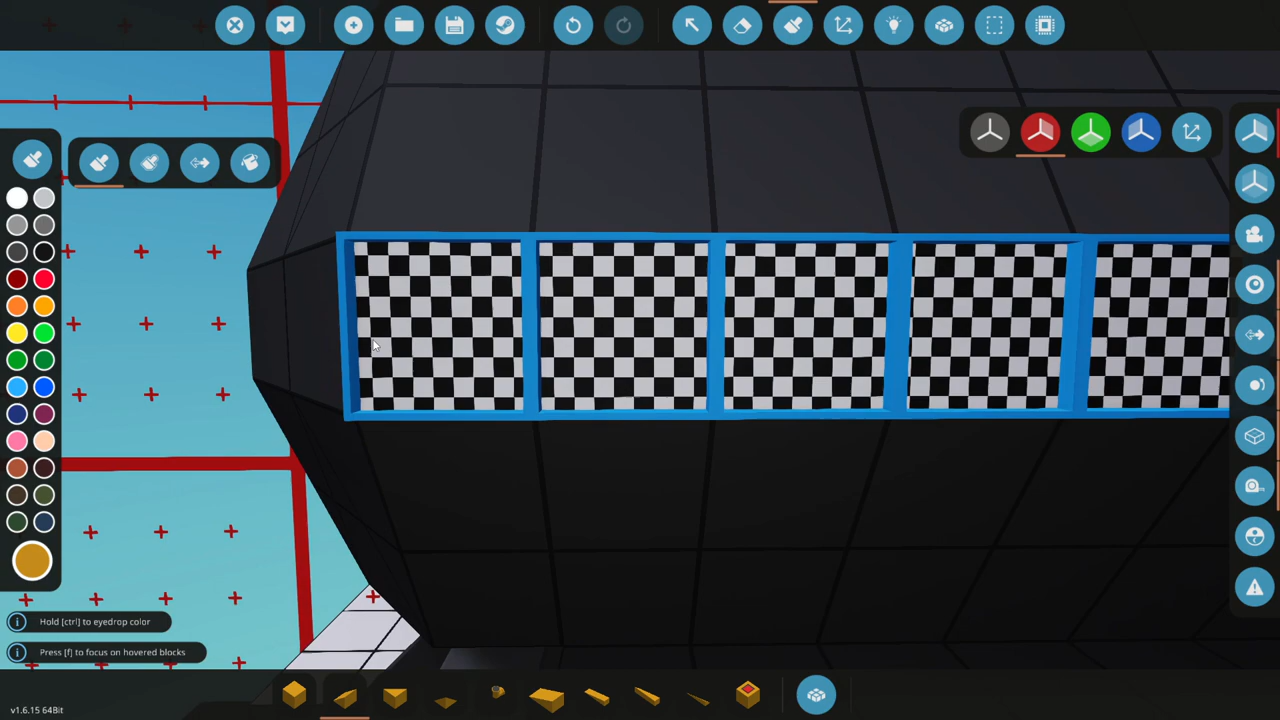 Hold [ctrl] to eyedrop color
Press [f] to focus on hovered blocks
v1.6.15 64Bit